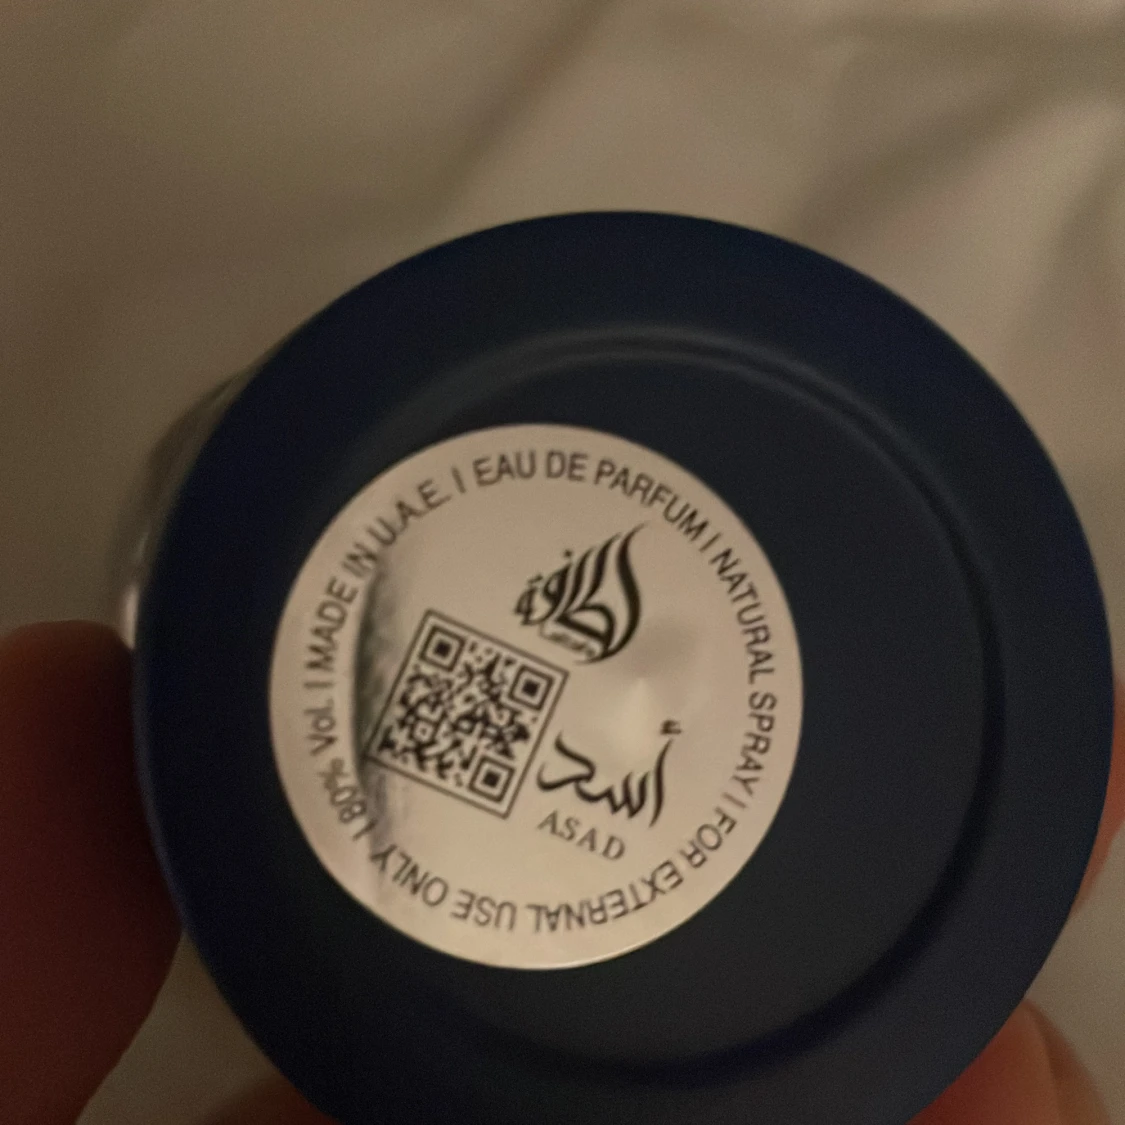 EAU DE PARFUM | NATURAL SPRAY | FOR EXTERNAL USE ONLY | 80% Vol. | MADE IN U.A.E. |
لطافة
أسد
ASAD